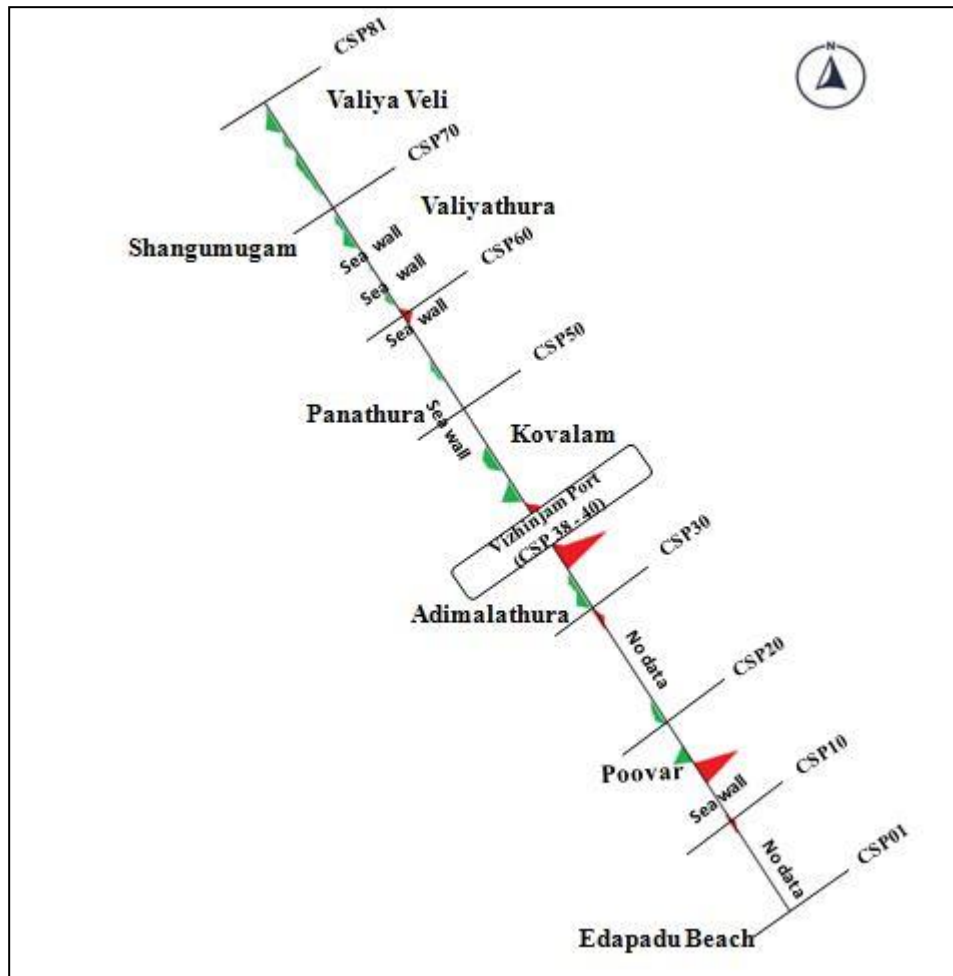 CSP81
N
Valiya Veli
CSP70
Valiyathura
Shangumugam
Sea wall
CSP60
Sea wall
Sea wall
CSP50
Panathura
Sea wall
Kovalam
Vizhinjam Port
(CSP 38 - 40)
CSP30
Adimalathura
No data
CSP20
Poovar
CSP10
Sea wall
No data
CSP01
Edapadu Beach